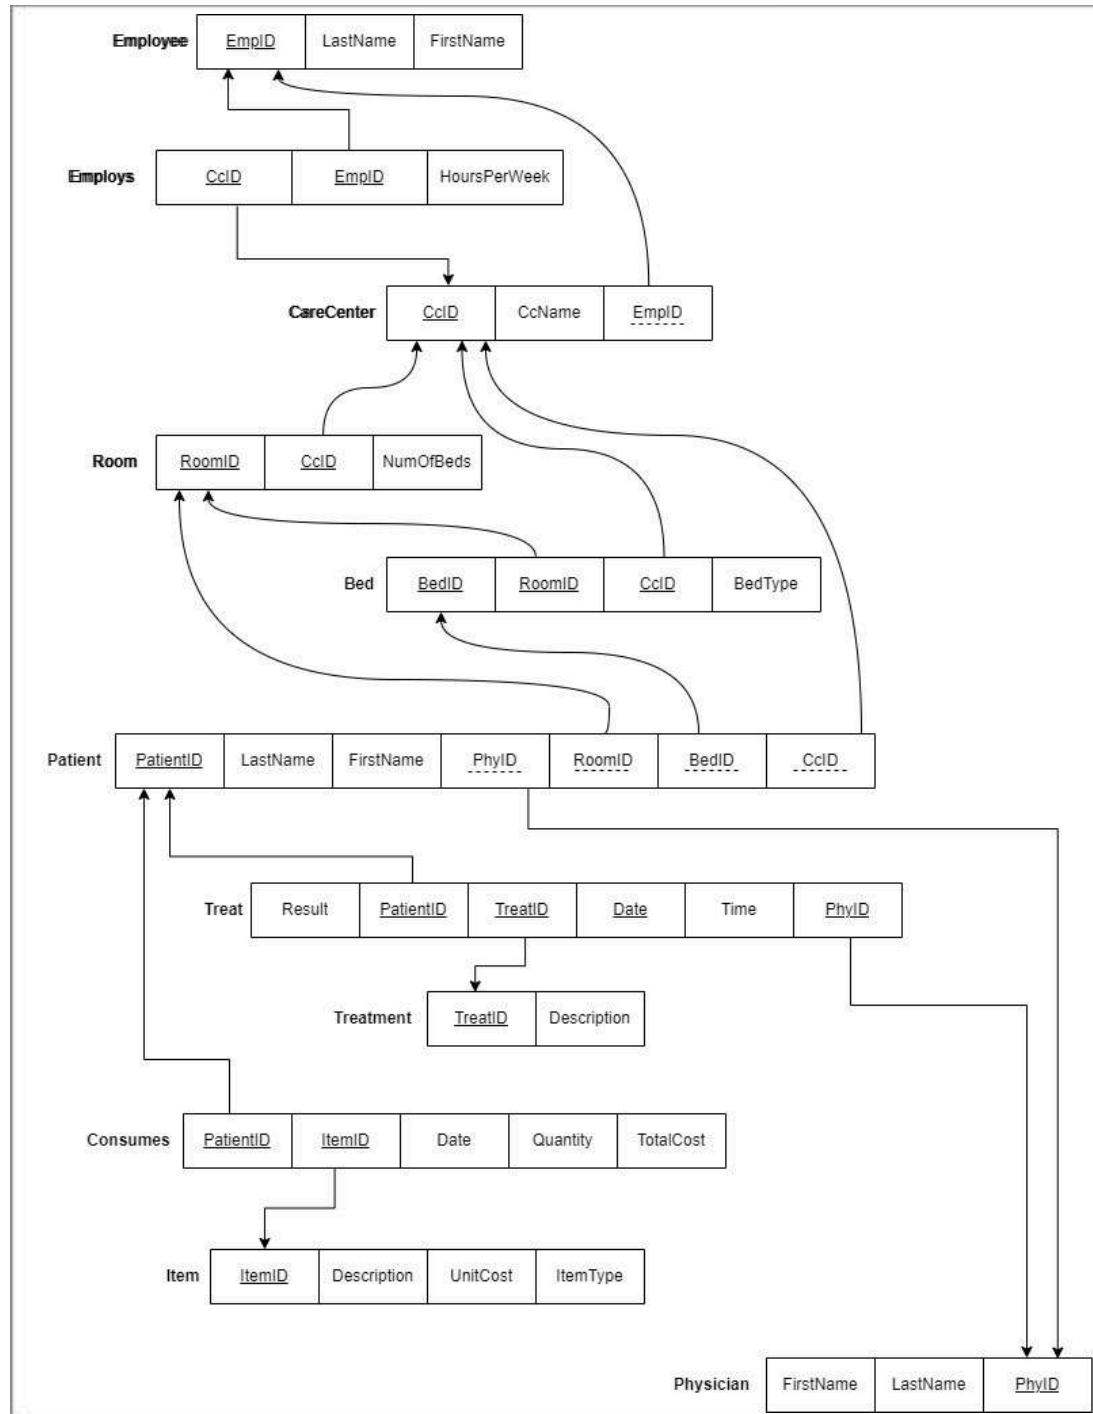 Employee EmpID LastName FirstName
Employs CcID EmpID HoursPerWeek
CareCenter CcID CcName EmpID
Room RoomID CcID NumOfBeds
Bed BedID RoomID CcID BedType
Patient PatientID LastName FirstName PhyID RoomID BedID CcID
Treat Result PatientID TreatID Date Time PhyID
Treatment TreatID Description
Consumes PatientID ItemID Date Quantity TotalCost
Item ItemID Description UnitCost ItemType
Physician FirstName LastName PhyID